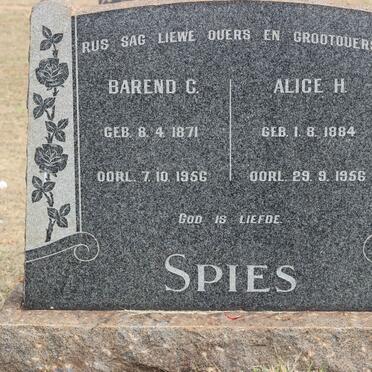 RUS SAG LIEWE OUERS EN GROOTOUERS
BAREND C. ALICE H.
GEB. 8. 4. 1871 GEB. 1. 8. 1884
OORL. 7. 10. 1956 OORL. 29. 9. 1956
GOD IS LIEFDE.
SPIES